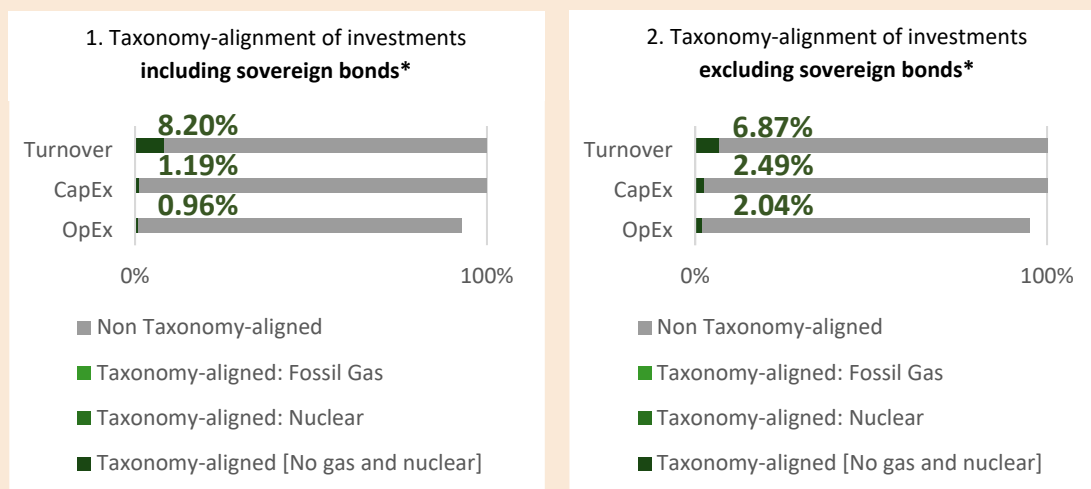 1. Taxonomy-alignment of investments
including sovereign bonds*
8.20%
Turnover
1.19%
CapEx
0.96%
OpEx
0%
100%
Non Taxonomy-aligned
Taxonomy-aligned: Fossil Gas
Taxonomy-aligned: Nuclear
Taxonomy-aligned [No gas and nuclear]
2. Taxonomy-alignment of investments
excluding sovereign bonds*
6.87%
Turnover
2.49%
CapEx
2.04%
OpEx
0%
100%
Non Taxonomy-aligned
Taxonomy-aligned: Fossil Gas
Taxonomy-aligned: Nuclear
Taxonomy-aligned [No gas and nuclear]